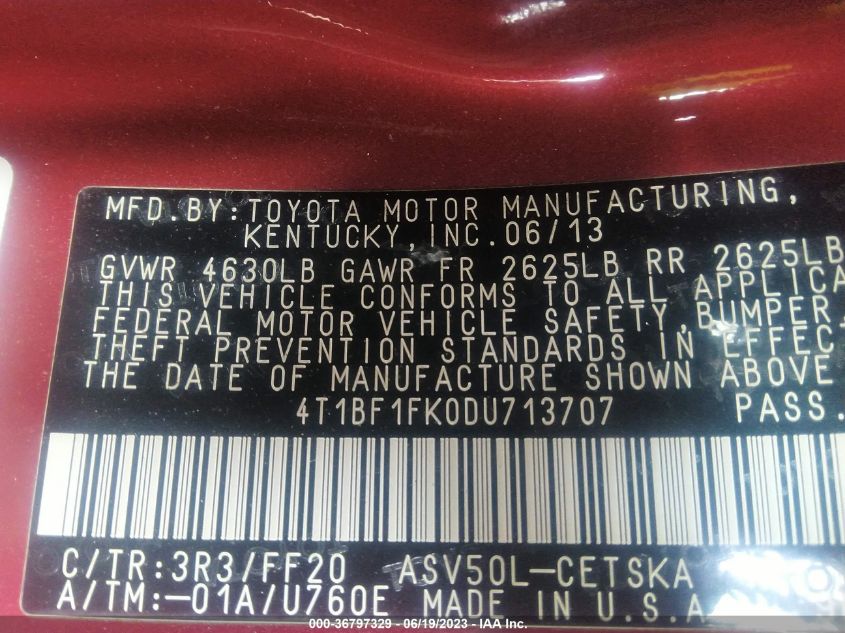 MFD.BY:TOYOTA MOTOR MANUFACTURING,
KENTUCKY,INC.06/13
GVWR 4630LB GAWR FR 2625LB RR 2625LB
THIS VEHICLE CONFORMS TO ALL APPLICA
FEDERAL MOTOR VEHICLE SAFETY,BUMPER,
THEFT PREVENTION STANDARDS IN EFFEC
THE DATE OF MANUFACTURE SHOWN ABOVE
4T1BF1FK0DU713707 PASS.
C/TR:3R3/FF20 ASV50L-CETSKA
A/TM:-01A/U760E MADE IN U.S.A
000-36797329 - 06/19/2023 - IAA Inc.